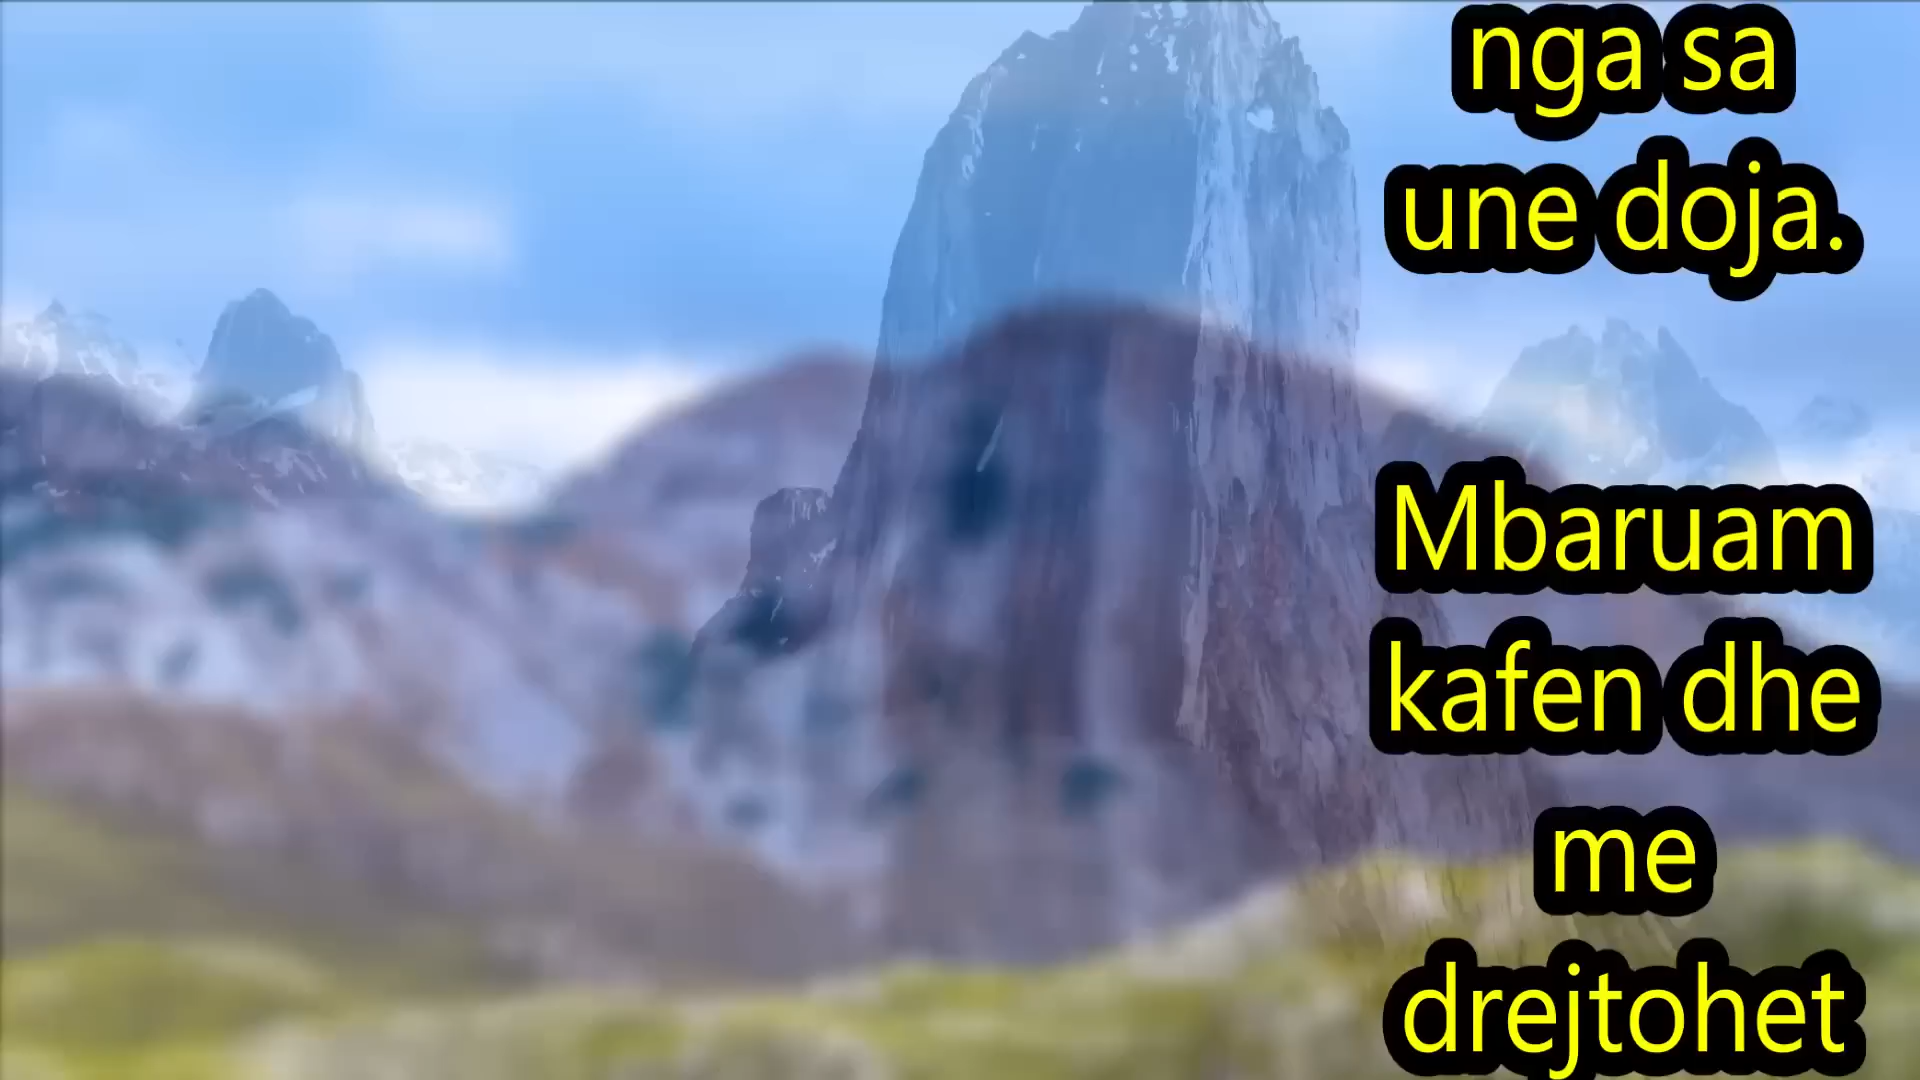 nga sa
une doja.
Mbaruam
kafen dhe
me
drejtohet